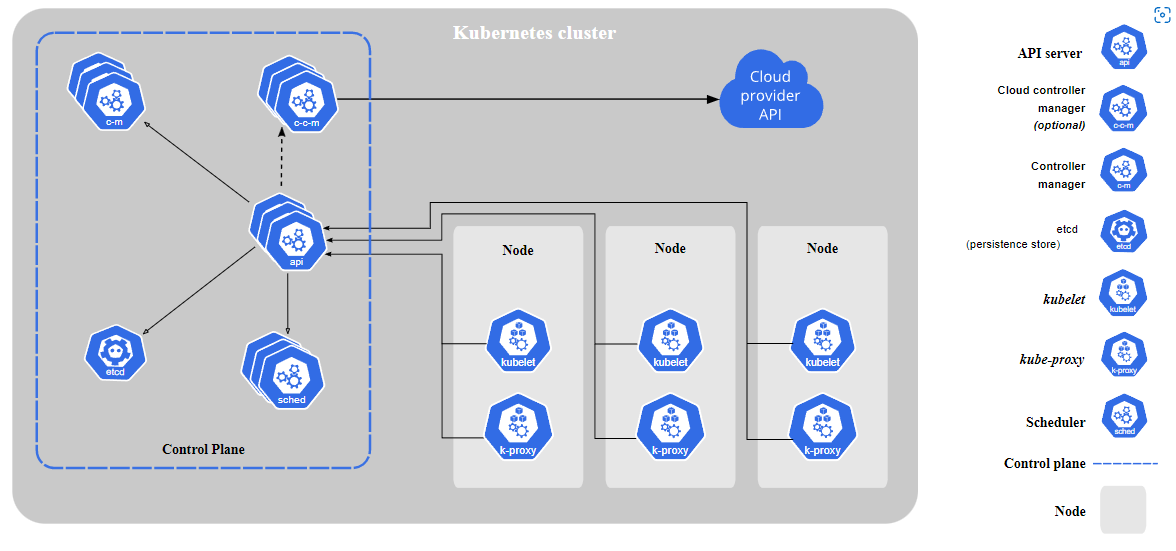 Kubernetes cluster
c-m
c-c-m
Cloud
provider
API
api
etcd
sched
Control Plane
Node
kubelet
k-proxy
Node
kubelet
k-proxy
Node
kubelet
k-proxy
API server
api
Cloud controller
manager
(optional)
c-c-m
Controller
manager
c-m
etcd
(persistence store)
etcd
kubelet
kubelet
kube-proxy
k-proxy
Scheduler
sched
Control plane
Node